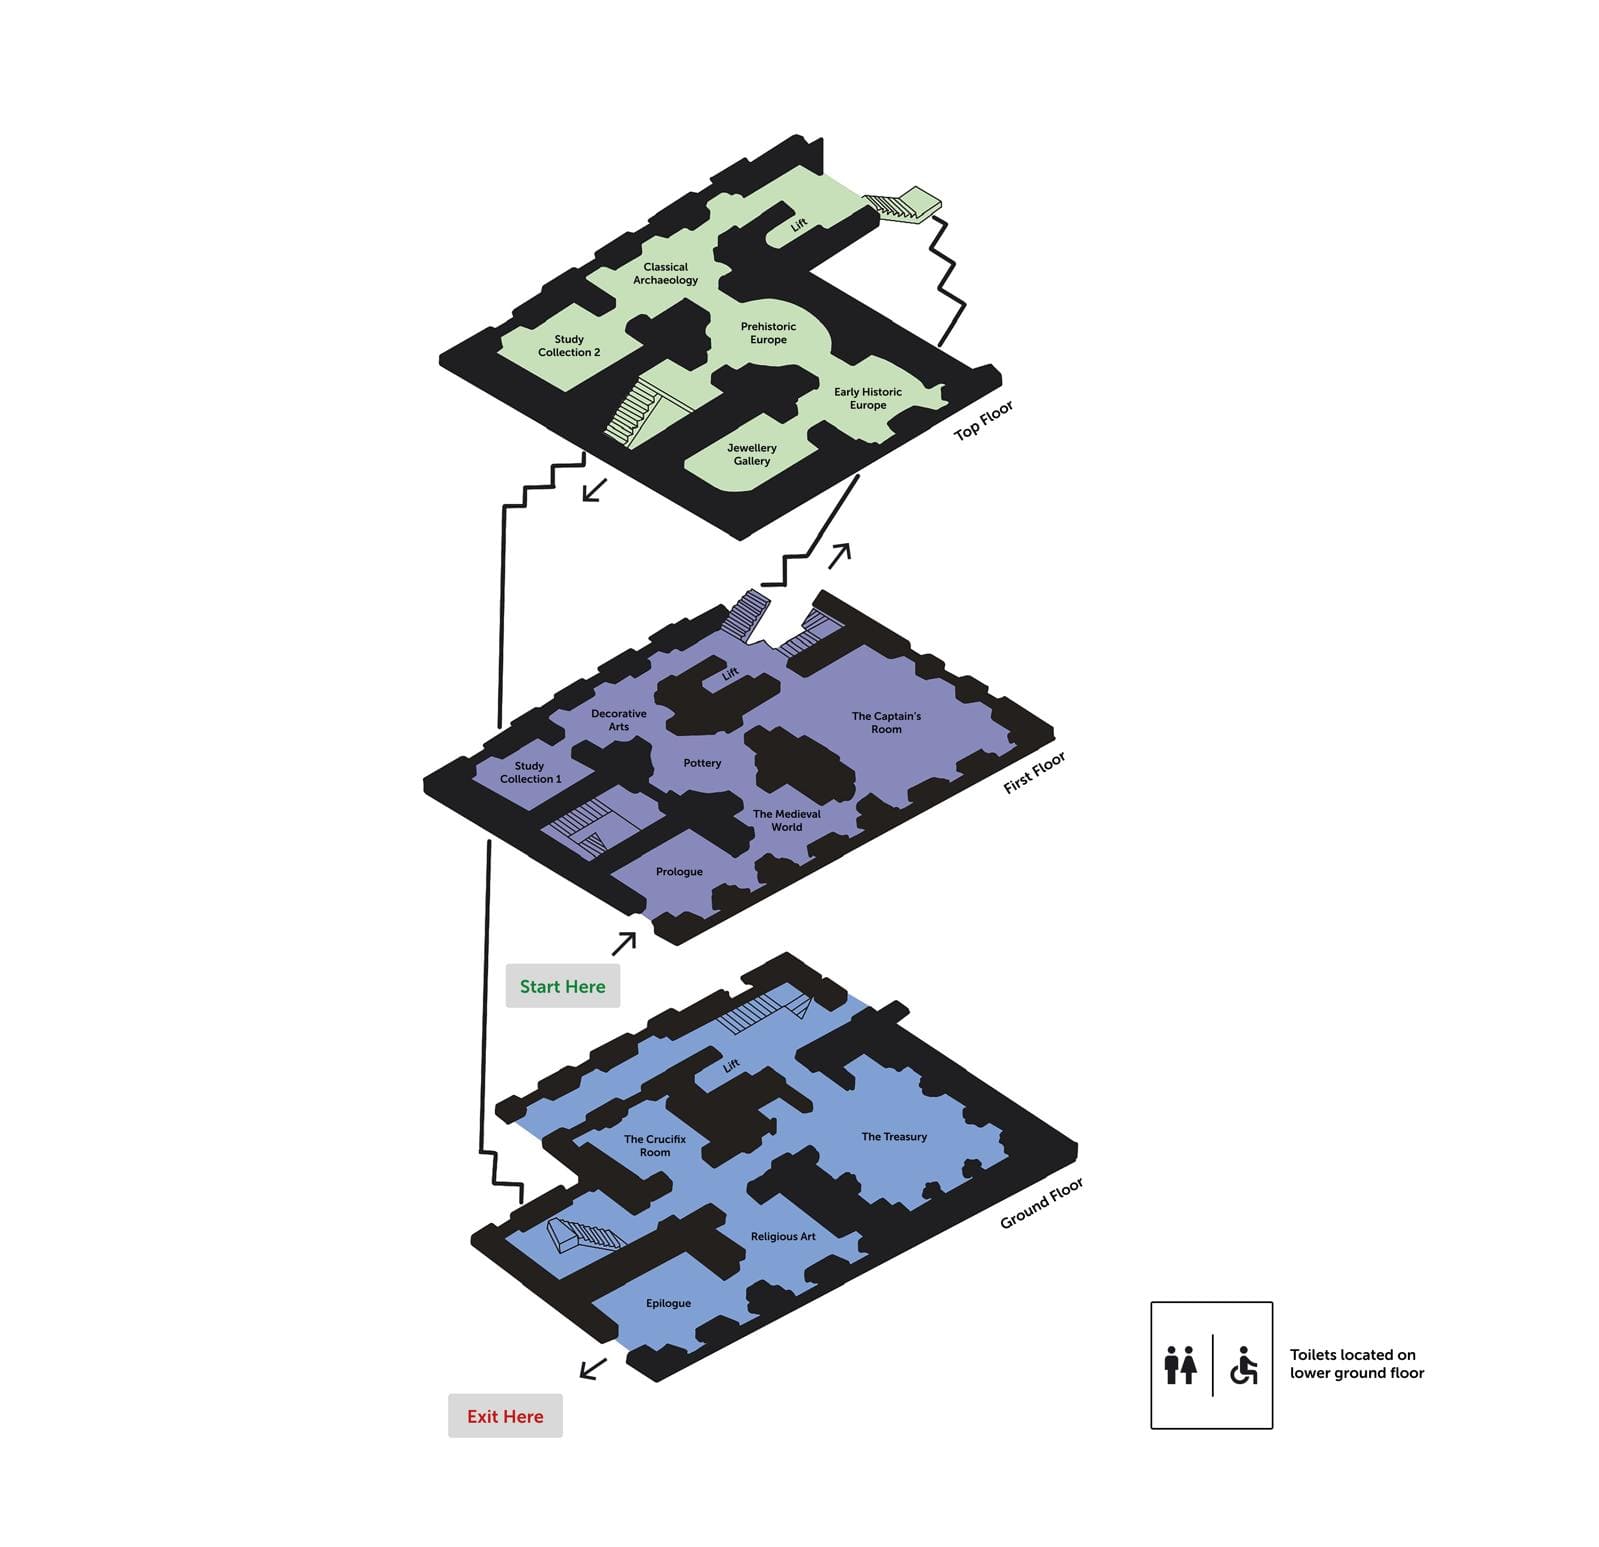 Lift
Classical
Archaeology
Prehistoric
Europe
Study
Collection 2
Early Historic
Europe
Jewellery
Gallery
Top Floor
Lift
Decorative
Arts
The Captain's
Room
Pottery
Study
Collection 1
The Medieval
World
Prologue
First Floor
Start Here
Lift
The Crucifix
Room
The Treasury
Religious Art
Epilogue
Ground Floor
Exit Here
Toilets located on
lower ground floor